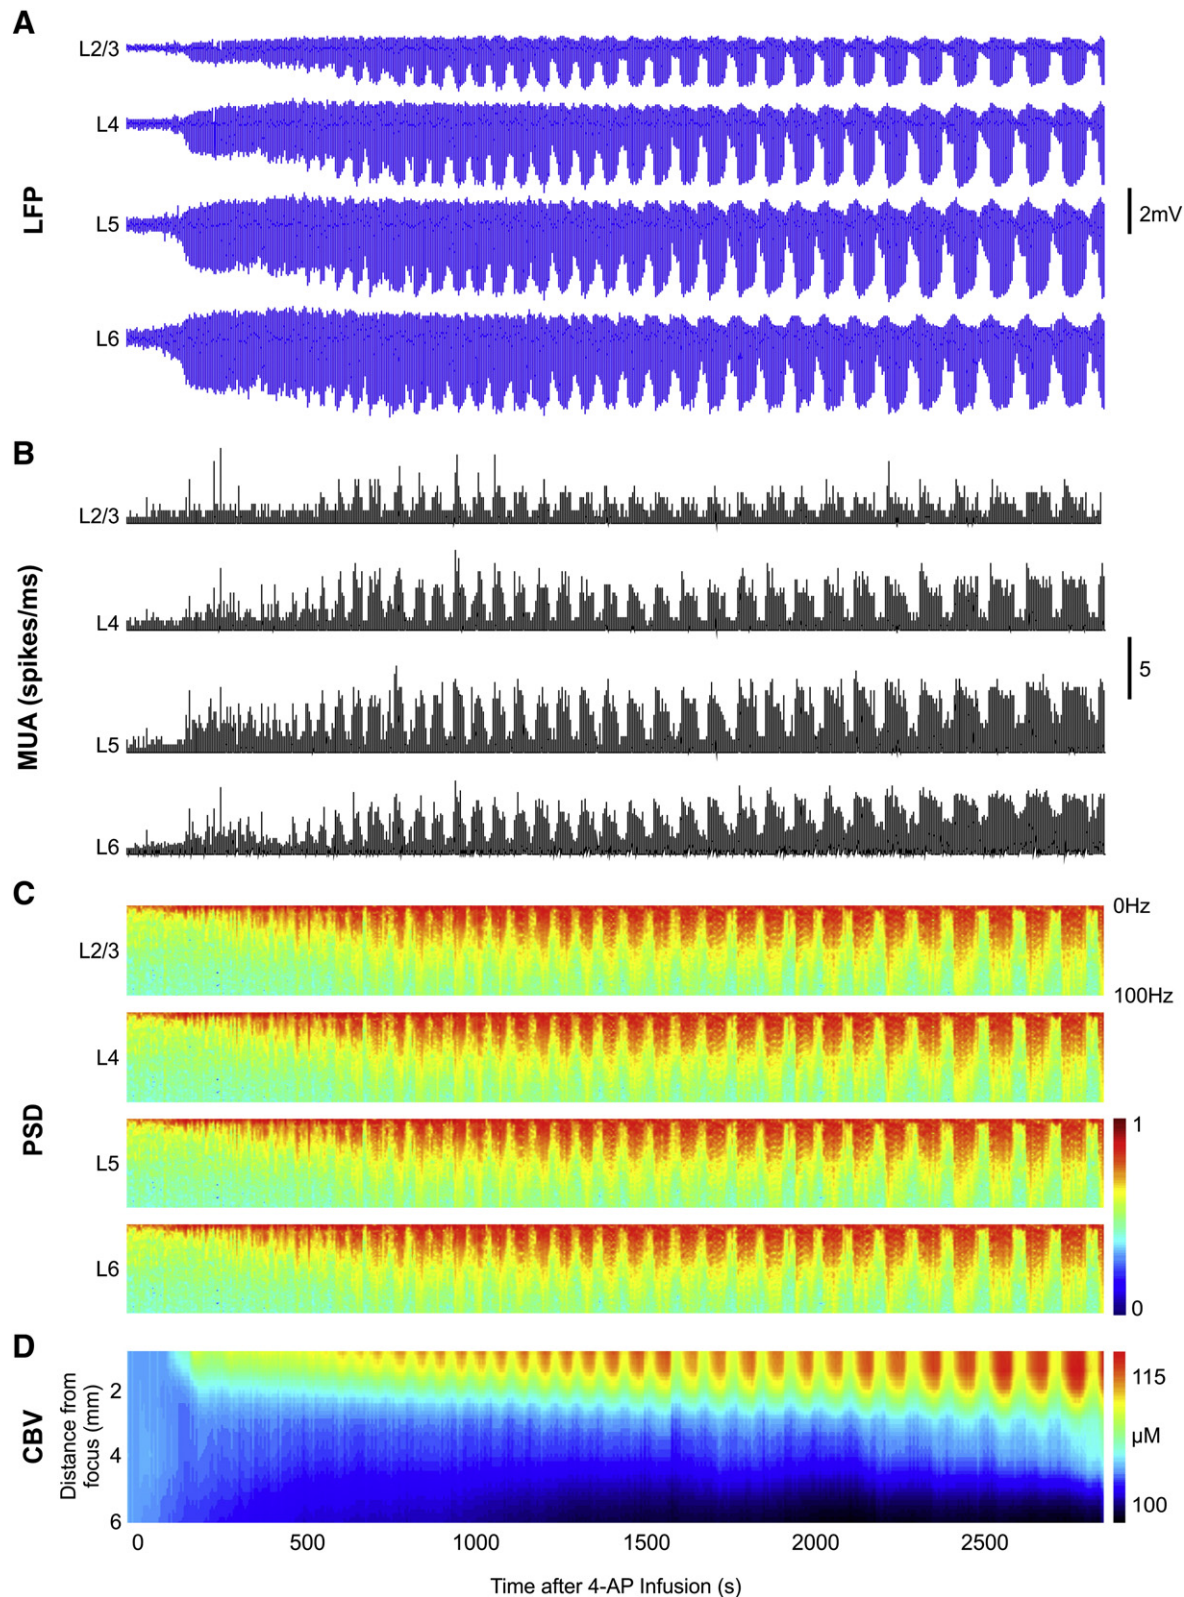 A
L2/3
L4
L5
L6
LFP
2mV
B
L2/3
L4
L5
L6
MUA (spikes/ms)
5
C
L2/3
L4
L5
L6
PSD
0Hz
100Hz
1
0
D
CBV
Distance from
focus (mm)
2
4
6
115
µM
100
0 500 1000 1500 2000 2500
Time after 4-AP Infusion (s)